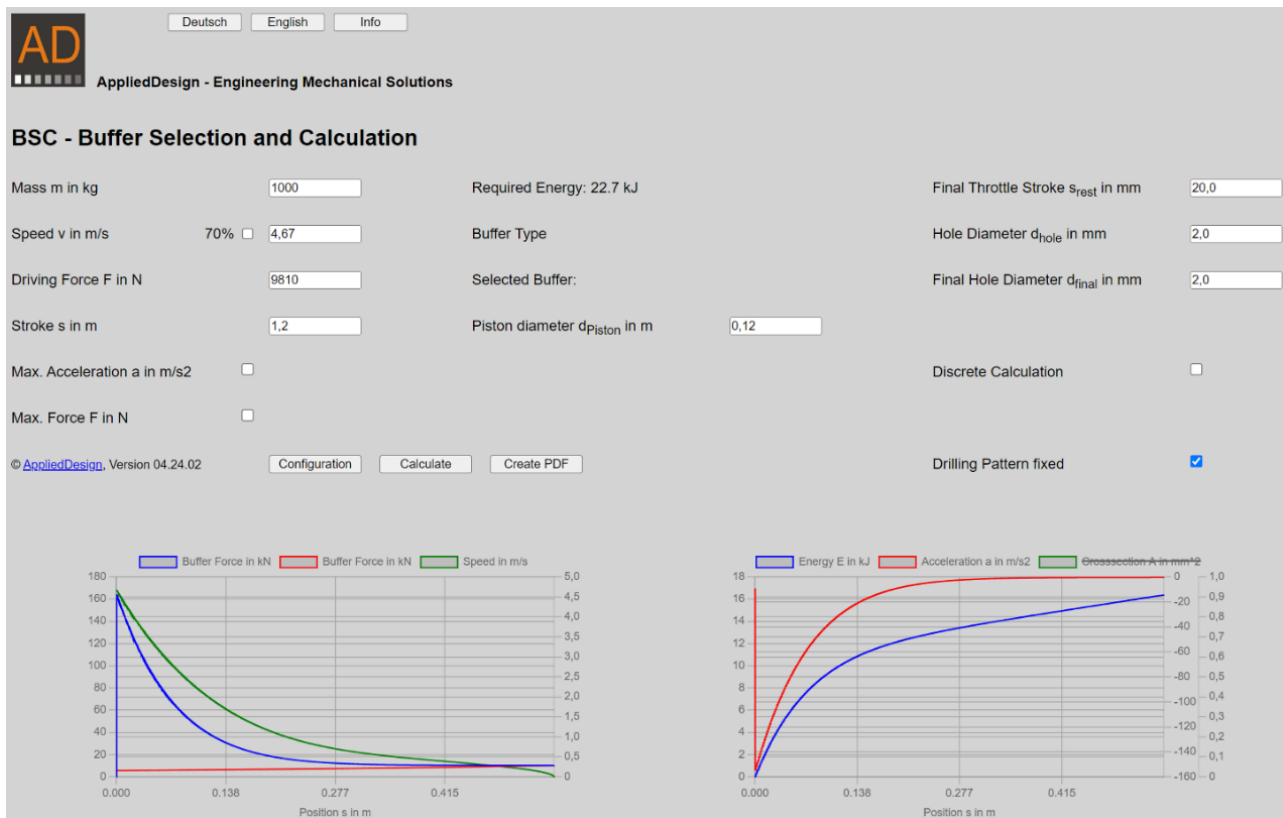 Deutsch English Info
AD
AppliedDesign - Engineering Mechanical Solutions
BSC - Buffer Selection and Calculation
Mass m in kg 1000 Required Energy: 22.7 kJ Final Throttle Stroke s_rest in mm 20,0
Speed v in m/s 70% 4,67 Buffer Type Hole Diameter d_hole in mm 2,0
Driving Force F in N 9810 Selected Buffer: Final Hole Diameter d_final in mm 2,0
Stroke s in m 1,2 Piston diameter d_Piston in m 0,12
Max. Acceleration a in m/s2 Discrete Calculation
Max. Force F in N
© AppliedDesign, Version 04.24.02 Configuration Calculate Create PDF Drilling Pattern fixed
Buffer Force in kN Buffer Force in kN Speed in m/s
180 5,0
160 4,5
140 4,0
120 3,5
100 3,0
80 2,5
60 2,0
40 1,5
20 1,0
0 0,5
0
0.000 0.138 0.277 0.415
Position s in m
Energy E in kJ Acceleration a in m/s2 Crosssection A in mm^2
18 0 1,0
16 -20 0,9
14 -40 0,8
12 -60 0,7
10 -80 0,6
8 -100 0,5
6 -120 0,4
4 -140 0,3
2 -160 0,2
0 0,1
0
0.000 0.138 0.277 0.415
Position s in m